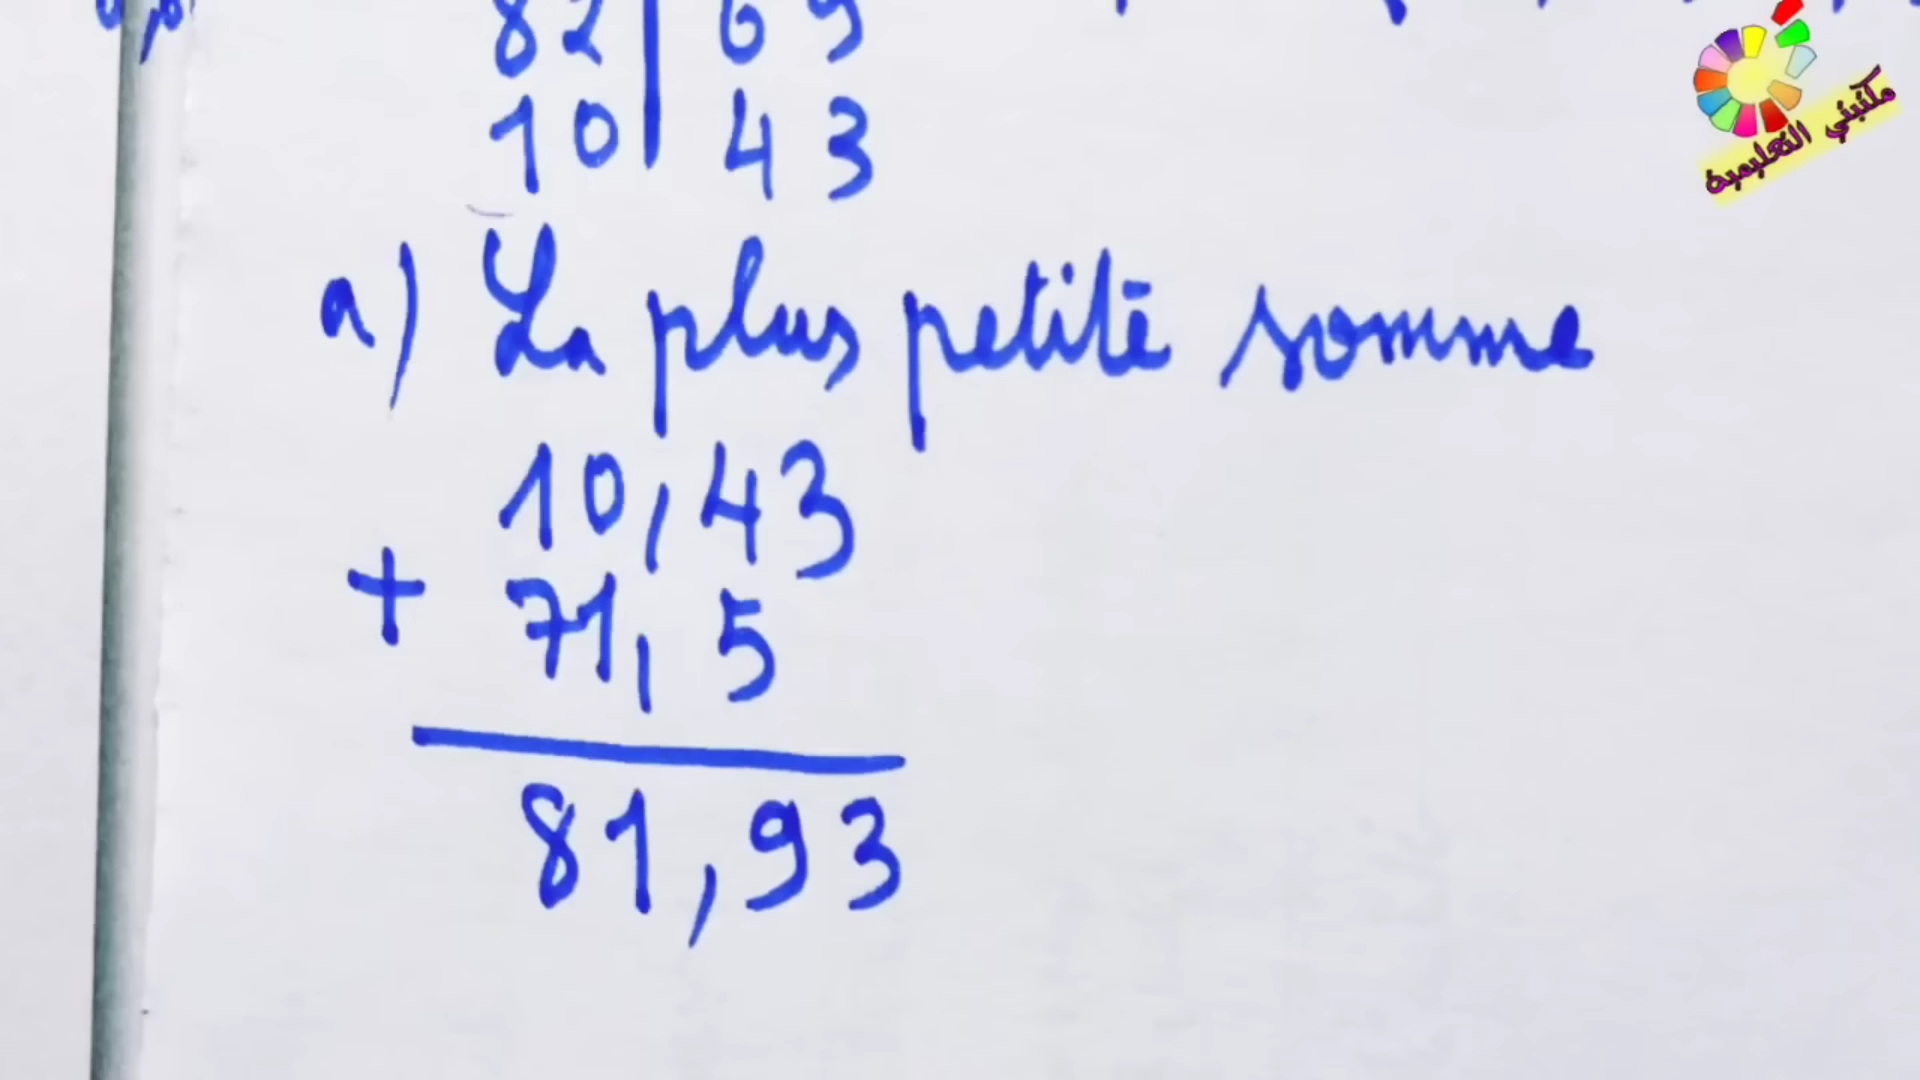 82 | 69
10 | 43
a) La plus petite somme
10,43
+ 71,5
81,93
مكتبتي التعليمية